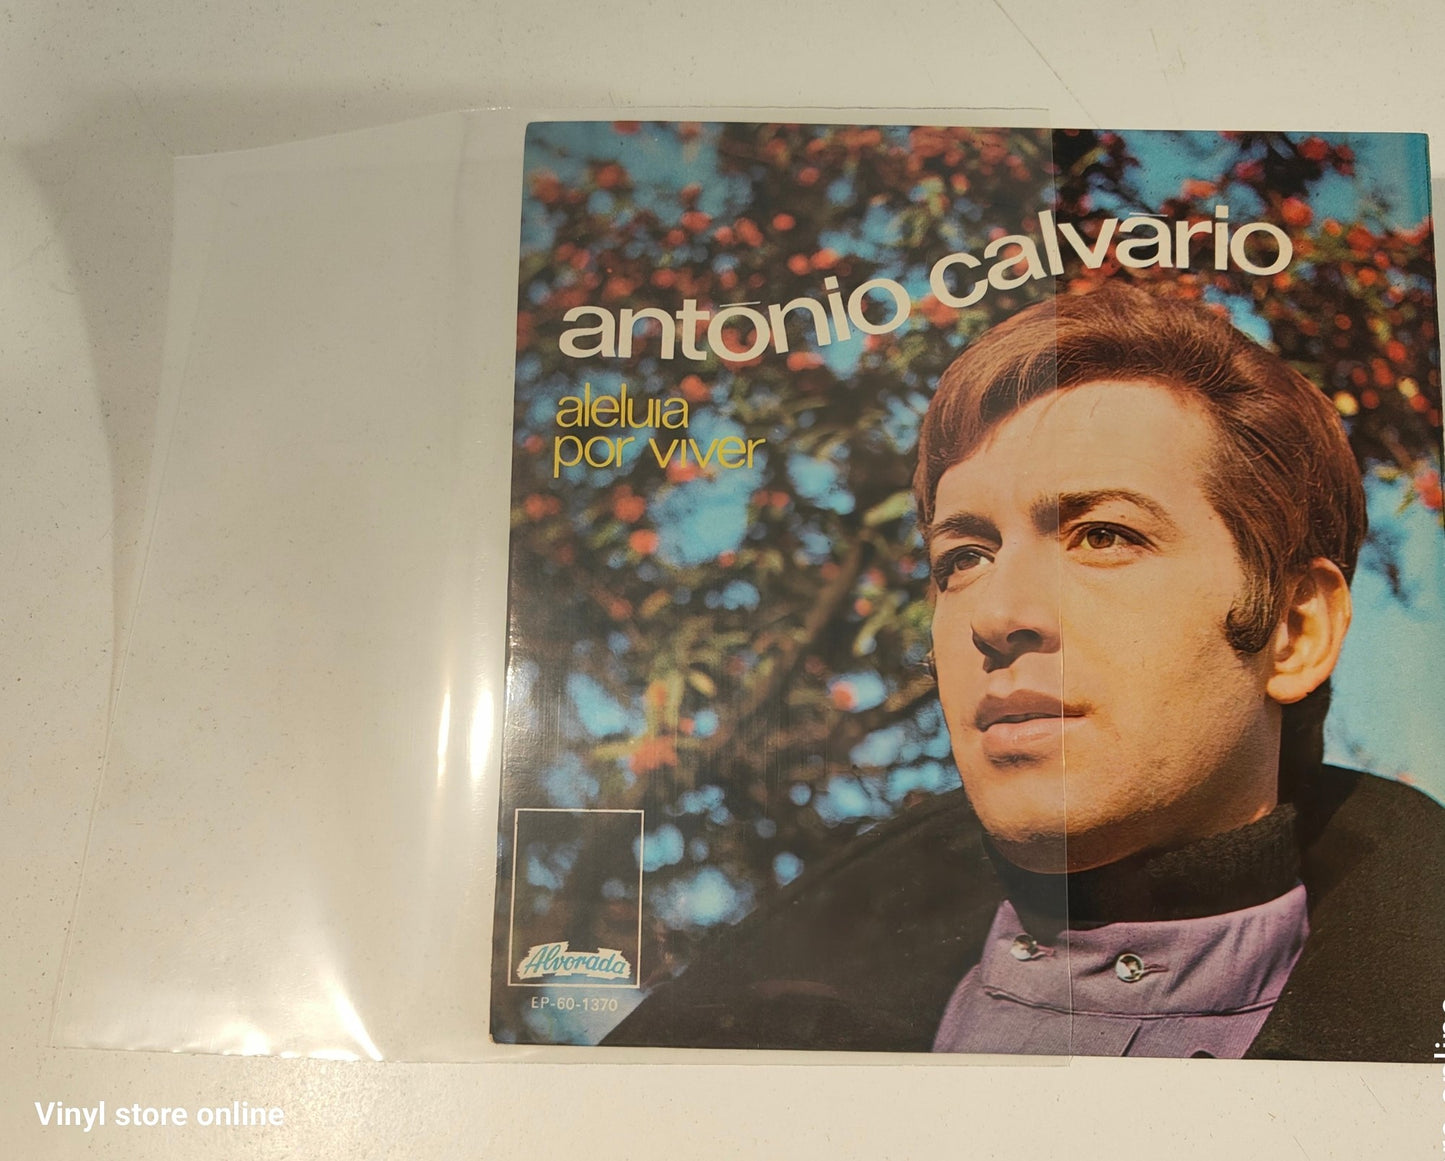 antónio calvário
aleluia
por viver
Alvorada
EP-60-1370
Vinyl store online